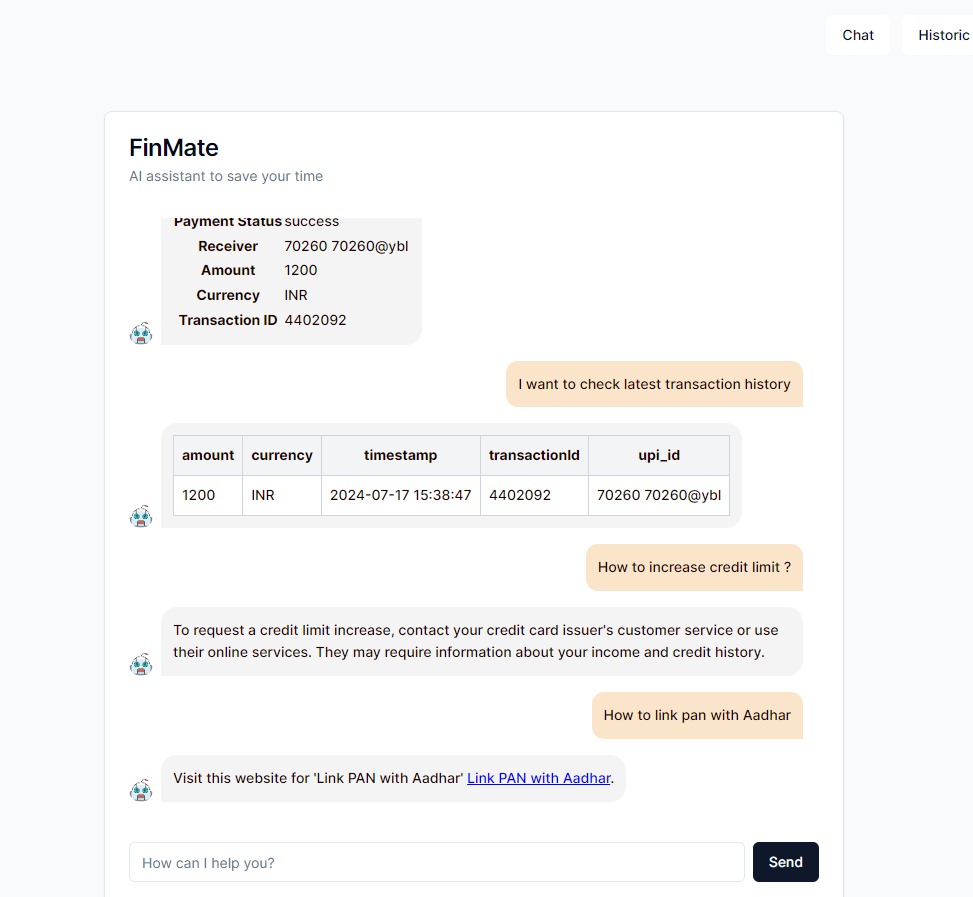 Chat Historic
FinMate
AI assistant to save your time
Payment Status success
Receiver 70260 70260@ybl
Amount 1200
Currency INR
Transaction ID 4402092
I want to check latest transaction history
amount currency timestamp transactionId upi_id
1200 INR 2024-07-17 15:38:47 4402092 70260 70260@ybl
How to increase credit limit ?
To request a credit limit increase, contact your credit card issuer's customer service or use
their online services. They may require information about your income and credit history.
How to link pan with Aadhar
Visit this website for 'Link PAN with Aadhar' Link PAN with Aadhar.
How can I help you?
Send